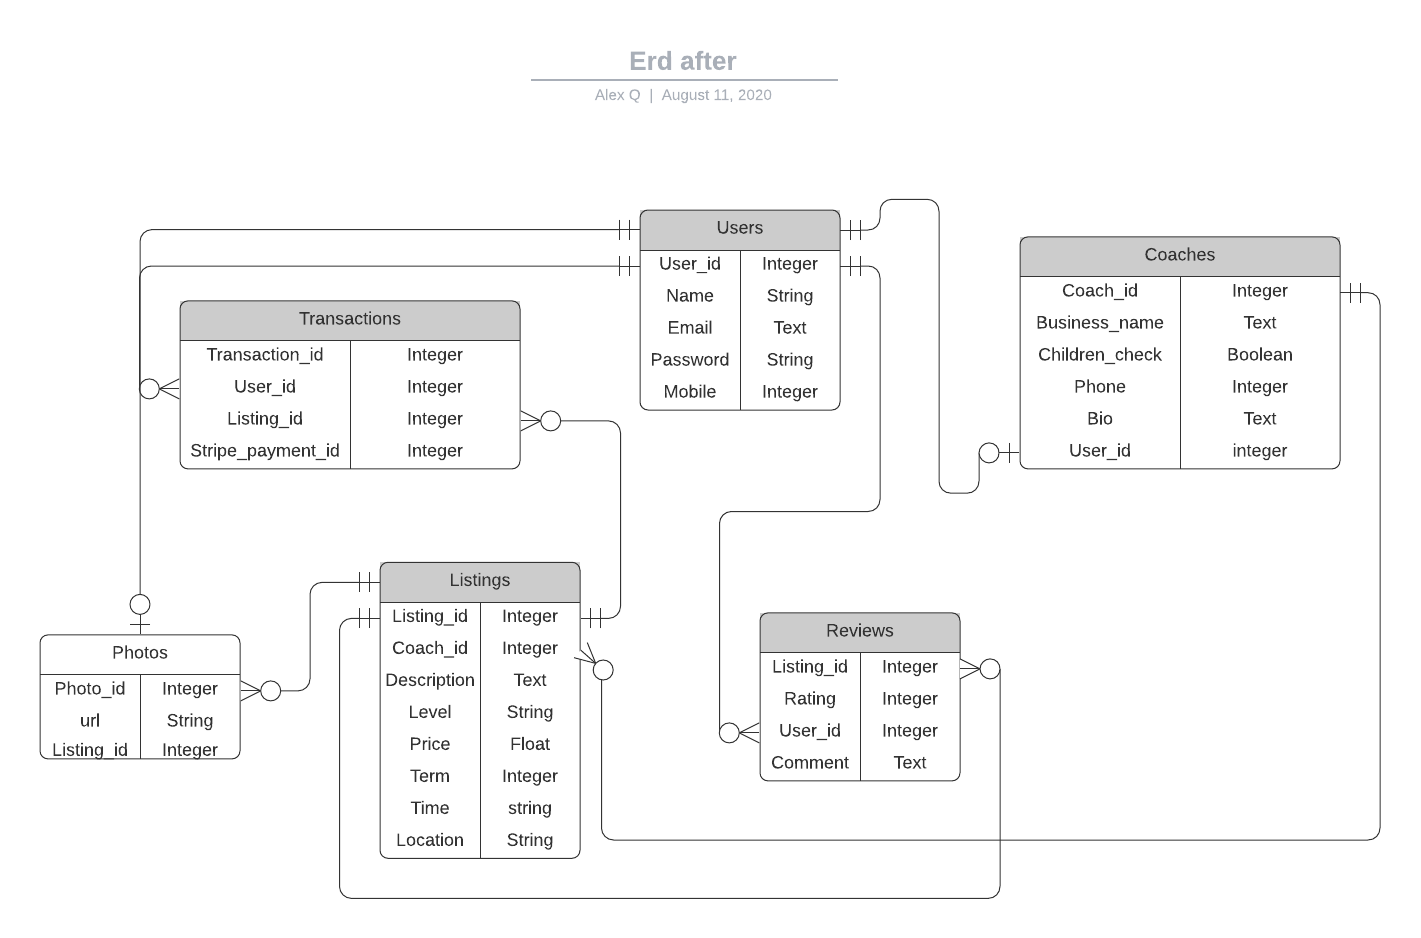 Erd after
Alex Q | August 11, 2020
Users
User_id Integer
Name String
Email Text
Password String
Mobile Integer
Coaches
Coach_id Integer
Business_name Text
Children_check Boolean
Phone Integer
Bio Text
User_id integer
Transactions
Transaction_id Integer
User_id Integer
Listing_id Integer
Stripe_payment_id Integer
Listings
Listing_id Integer
Coach_id Integer
Description Text
Level String
Price Float
Term Integer
Time string
Location String
Reviews
Listing_id Integer
Rating Integer
User_id Integer
Comment Text
Photos
Photo_id Integer
url String
Listing_id Integer